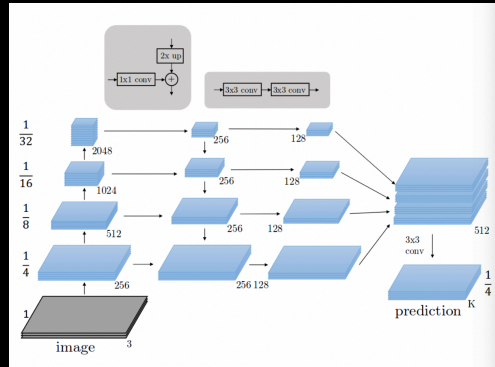 2x up
1x1 conv
+
3x3 conv 3x3 conv
1/32
2048
256
128
1/16
1024
256
128
1/8
512
256
128
512
3x3
conv
1/4
256
256 128
1/4
K
prediction
1
3
image